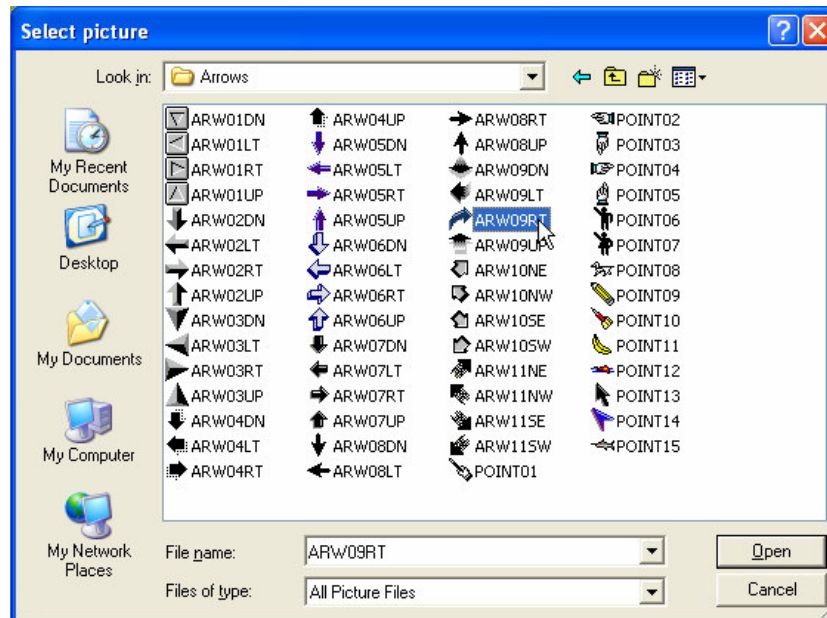 Select picture
Look in:
Arrows
My Recent
Documents
Desktop
My Documents
My Computer
My Network
Places
ARW01DN
ARW01LT
ARW01RT
ARW01UP
ARW02DN
ARW02LT
ARW02RT
ARW02UP
ARW03DN
ARW03LT
ARW03RT
ARW03UP
ARW04DN
ARW04LT
ARW04RT
ARW04UP
ARW05DN
ARW05LT
ARW05RT
ARW05UP
ARW06DN
ARW06LT
ARW06RT
ARW06UP
ARW07DN
ARW07LT
ARW07RT
ARW07UP
ARW08DN
ARW08LT
ARW08RT
ARW08UP
ARW09DN
ARW09LT
ARW09RT
ARW09UP
ARW10NE
ARW10NW
ARW10SE
ARW10SW
ARW11NE
ARW11NW
ARW11SE
ARW11SW
POINT01
POINT02
POINT03
POINT04
POINT05
POINT06
POINT07
POINT08
POINT09
POINT10
POINT11
POINT12
POINT13
POINT14
POINT15
File name:
ARW09RT
Open
Files of type:
All Picture Files
Cancel